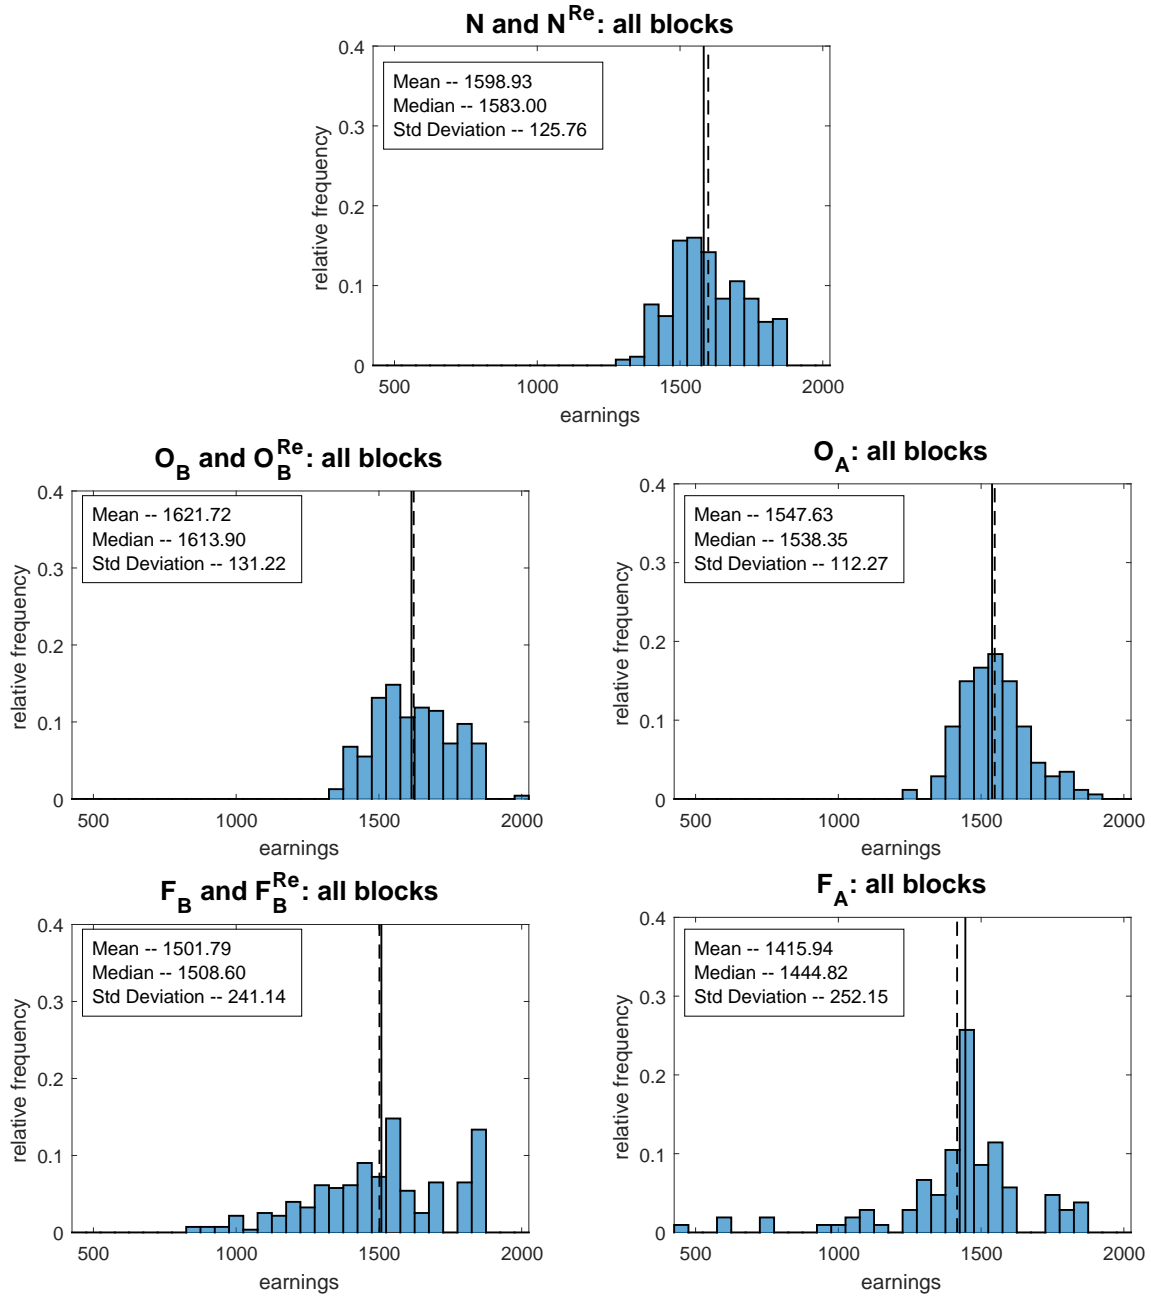 N and N^Re: all blocks
0.4
Mean -- 1598.93
Median -- 1583.00
Std Deviation -- 125.76
0.3
0.2
0.1
0
relative frequency
500 1000 1500 2000
earnings
O_B and O_B^Re: all blocks
0.4
Mean -- 1621.72
Median -- 1613.90
Std Deviation -- 131.22
0.3
0.2
0.1
0
relative frequency
500 1000 1500 2000
earnings
O_A: all blocks
0.4
Mean -- 1547.63
Median -- 1538.35
Std Deviation -- 112.27
0.3
0.2
0.1
0
relative frequency
500 1000 1500 2000
earnings
F_B and F_B^Re: all blocks
0.4
Mean -- 1501.79
Median -- 1508.60
Std Deviation -- 241.14
0.3
0.2
0.1
0
relative frequency
500 1000 1500 2000
earnings
F_A: all blocks
0.4
Mean -- 1415.94
Median -- 1444.82
Std Deviation -- 252.15
0.3
0.2
0.1
0
relative frequency
500 1000 1500 2000
earnings